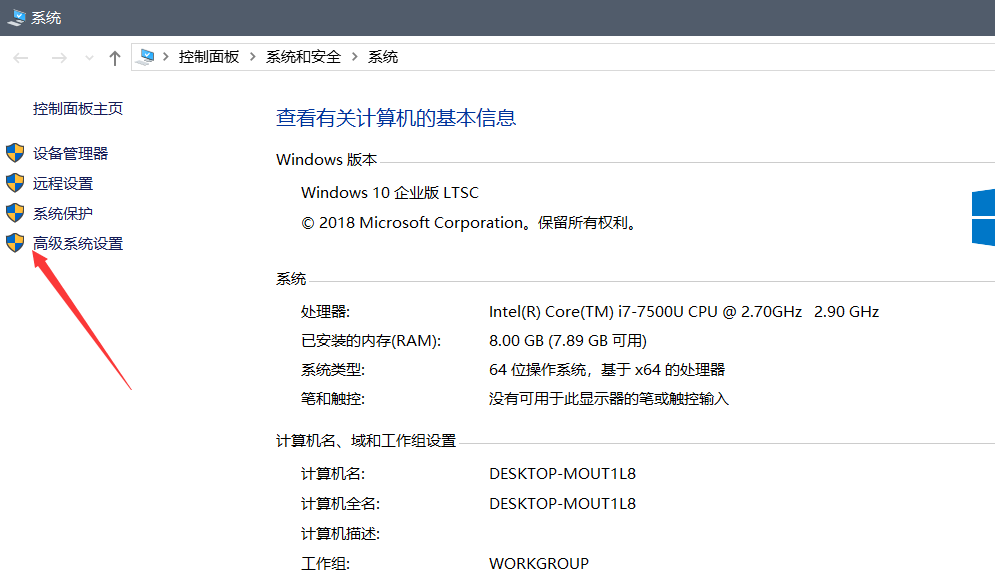 系统
控制面板 > 系统和安全 > 系统
控制面板主页
设备管理器
远程设置
系统保护
高级系统设置
查看有关计算机的基本信息
Windows 版本
Windows 10 企业版 LTSC
© 2018 Microsoft Corporation。保留所有权利。
系统
处理器: Intel(R) Core(TM) i7-7500U CPU @ 2.70GHz 2.90 GHz
已安装的内存(RAM): 8.00 GB (7.89 GB 可用)
系统类型: 64 位操作系统，基于 x64 的处理器
笔和触控: 没有可用于此显示器的笔或触控输入
计算机名、域和工作组设置
计算机名: DESKTOP-MOUT1L8
计算机全名: DESKTOP-MOUT1L8
计算机描述:
工作组: WORKGROUP